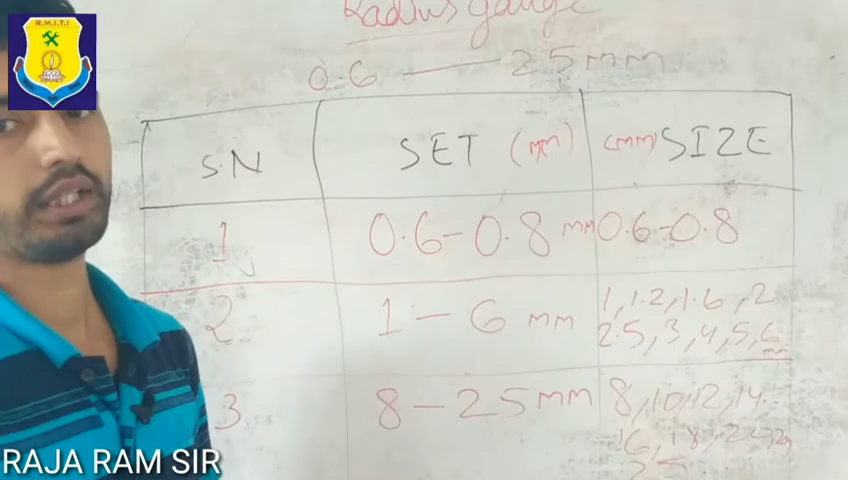 R.M.I.T.I
Radius gauge
0.6 — 25mm
S.N SET (mm) (mm) SIZE
1 0.6-0.8 mm 0.6-0.8
2 1-6 mm 1, 1.2, 1.6, 2
2.5, 3, 4, 5, 6 mm
3 8-25mm 8, 10, 12, 14
16, 18, 20
25
RAJA RAM SIR